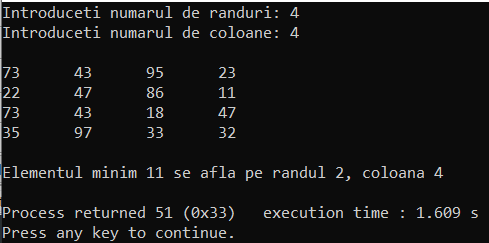 Introduceti numarul de randuri: 4
Introduceti numarul de coloane: 4
73 43 95 23
22 47 86 11
73 43 18 47
35 97 33 32
Elementul minim 11 se afla pe randul 2, coloana 4
Process returned 51 (0x33) execution time : 1.609 s
Press any key to continue.